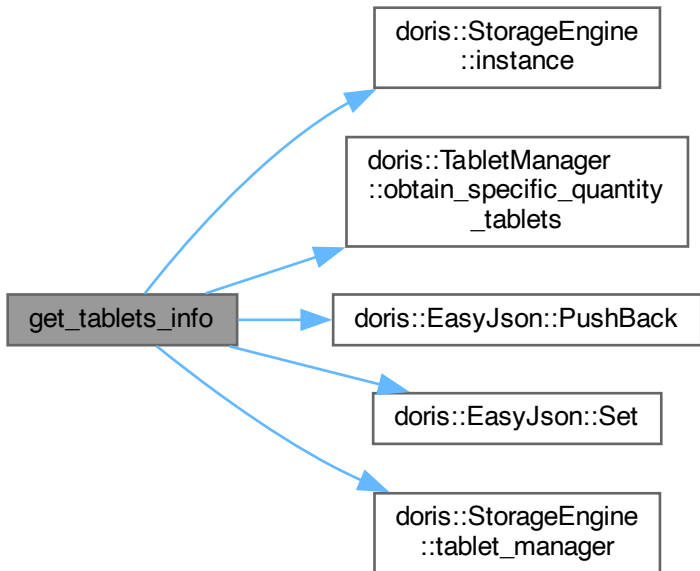 doris::StorageEngine
::instance
doris::TabletManager
::obtain_specific_quantity
_tablets
get_tablets_info
doris::EasyJson::PushBack
doris::EasyJson::Set
doris::StorageEngine
::tablet_manager